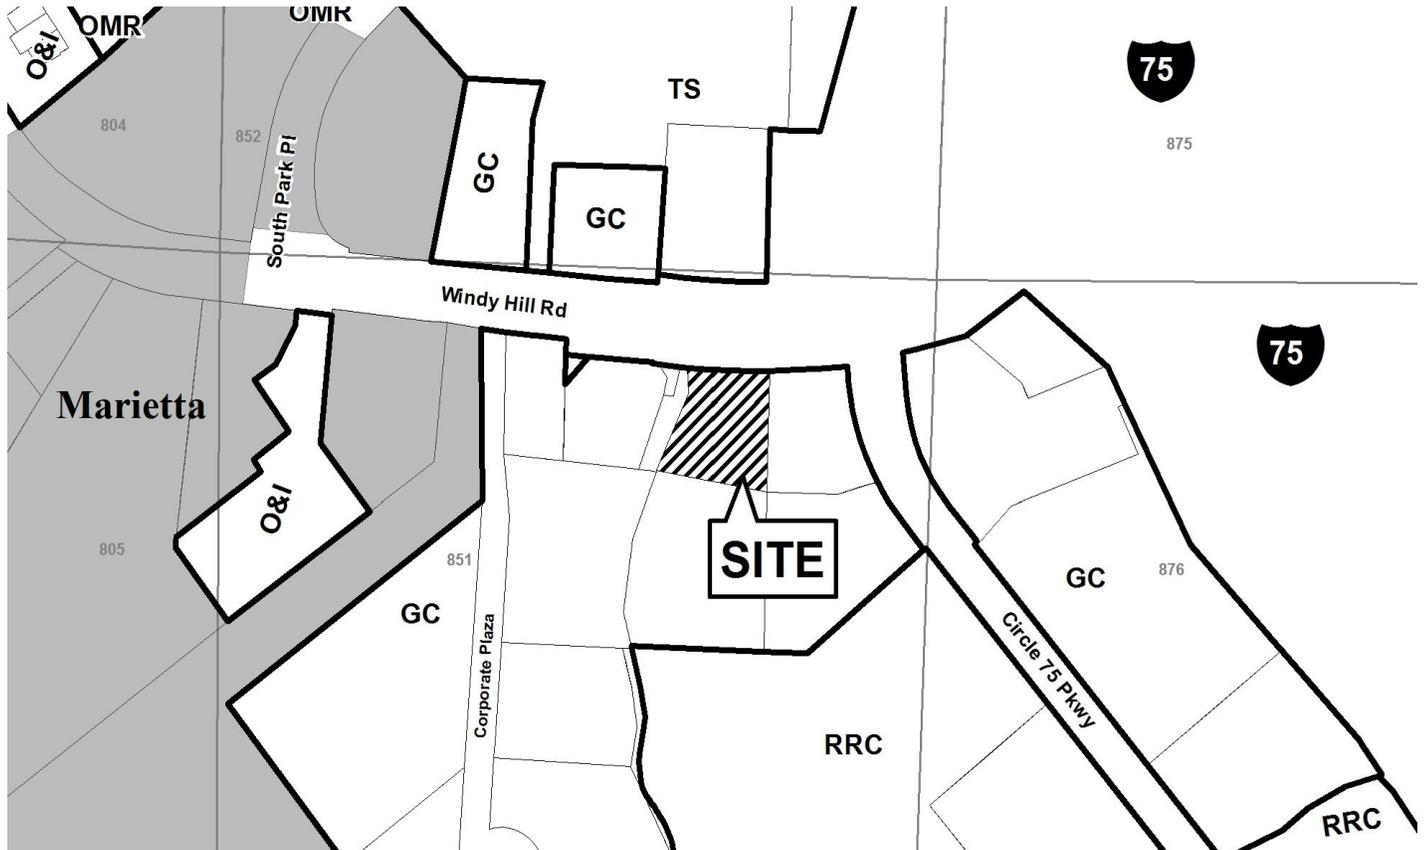 OMR
OMR
O&I
75
TS
804
852
875
South Park Pl
GC
GC
Windy Hill Rd
75
Marietta
O&I
SITE
805
851
GC
GC
876
Corporate Plaza
Circle 75 Pkwy
RRC
RRC